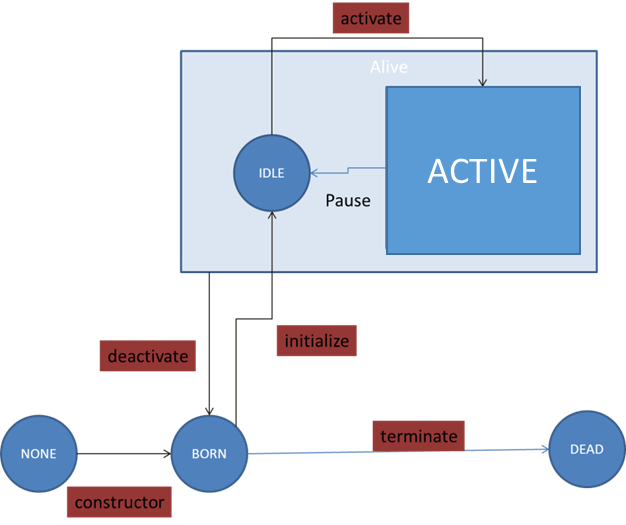 activate
Alive
IDLE
ACTIVE
Pause
initialize
deactivate
terminate
NONE
BORN
DEAD
constructor